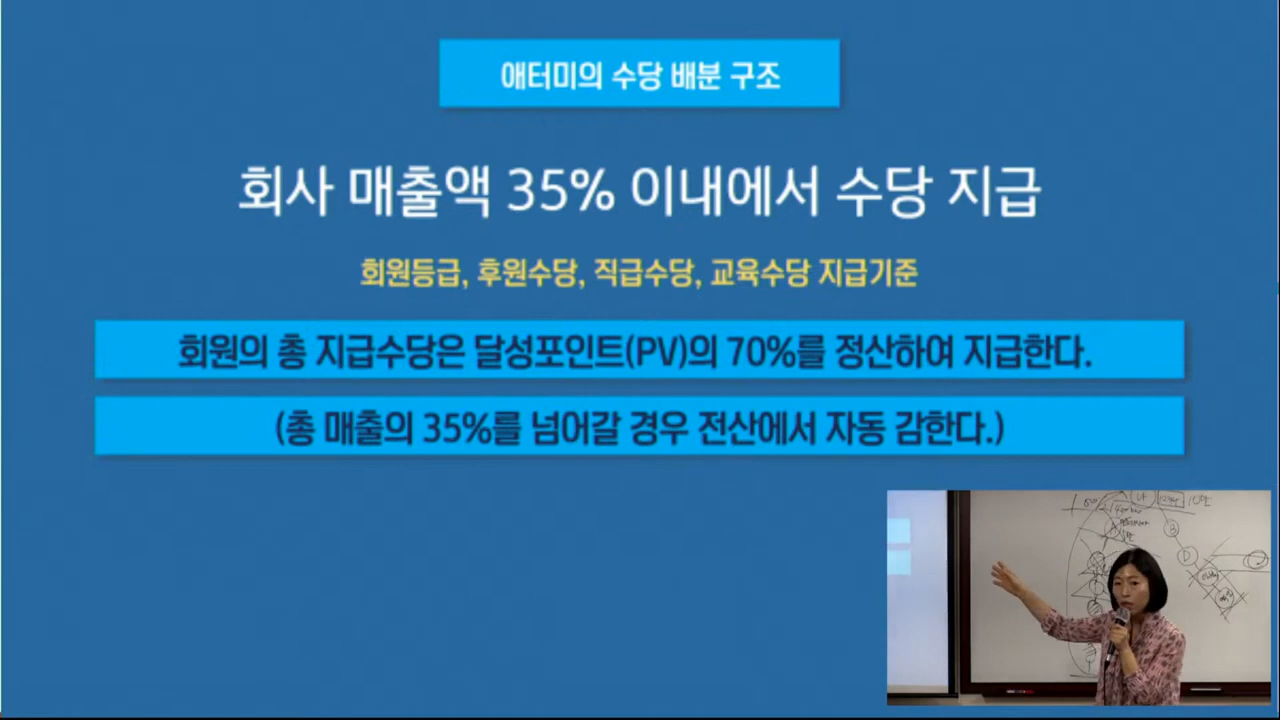 애터미의 수당 배분 구조
회사 매출액 35% 이내에서 수당 지급
회원등급, 후원수당, 직급수당, 교육수당 지급기준
회원의 총 지급수당은 달성포인트(PV)의 70%를 정산하여 지급한다.
(총 매출의 35%를 넘어갈 경우 전산에서 자동 감한다.)
나
B
D